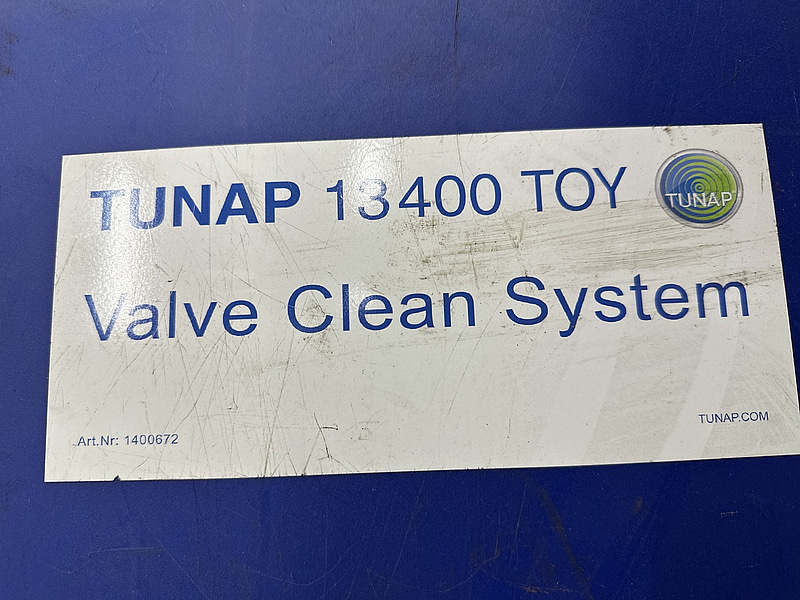 TUNAP 13400 TOY
TUNAP
Valve Clean System
Art.Nr: 1400672
TUNAP.COM